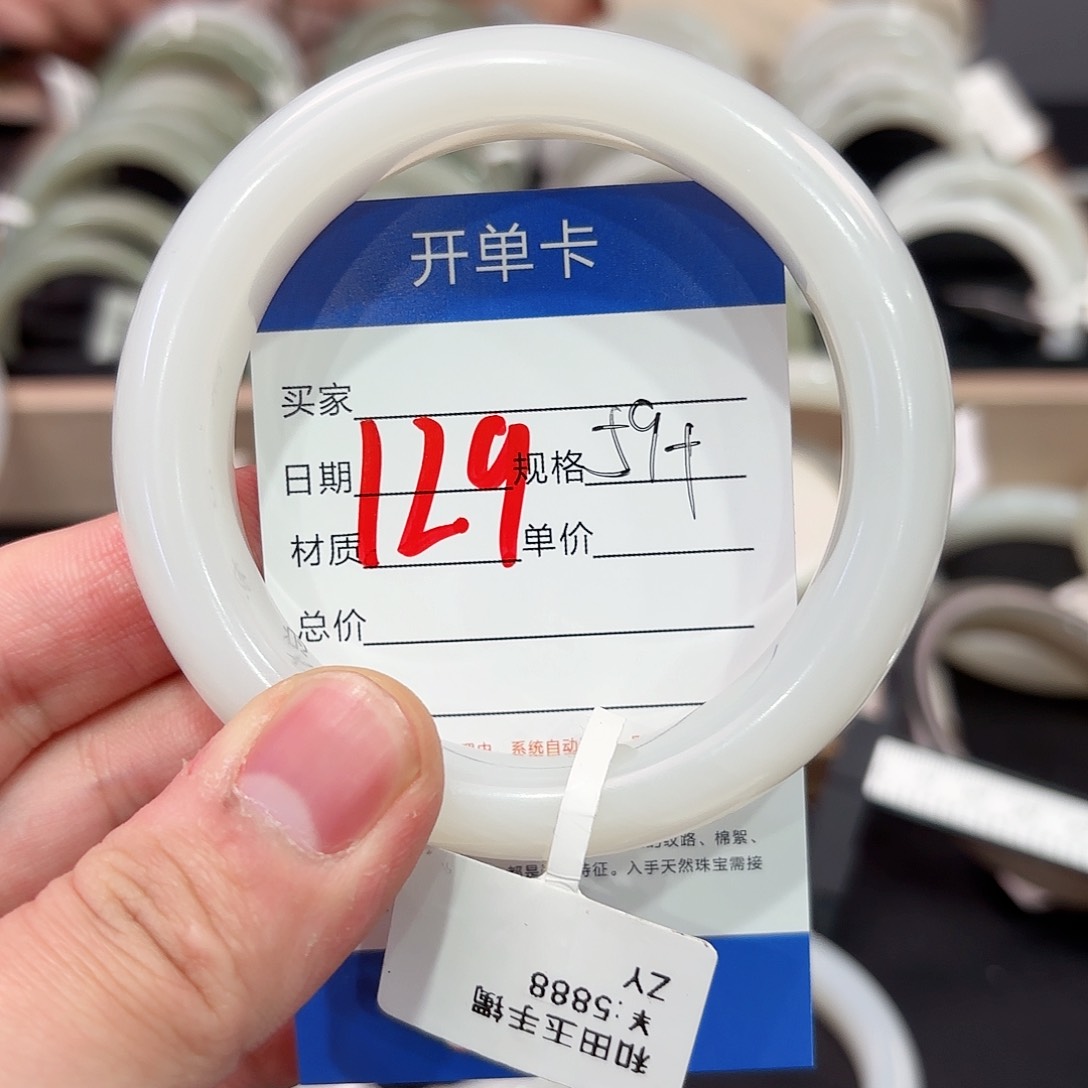 开单卡
买家
日期 129 规格 59+
材质 单价
总价
系统自动
纹路、棉絮、
都是 特征。入手天然珠宝需接
和田玉手镯
￥:5888
ZY